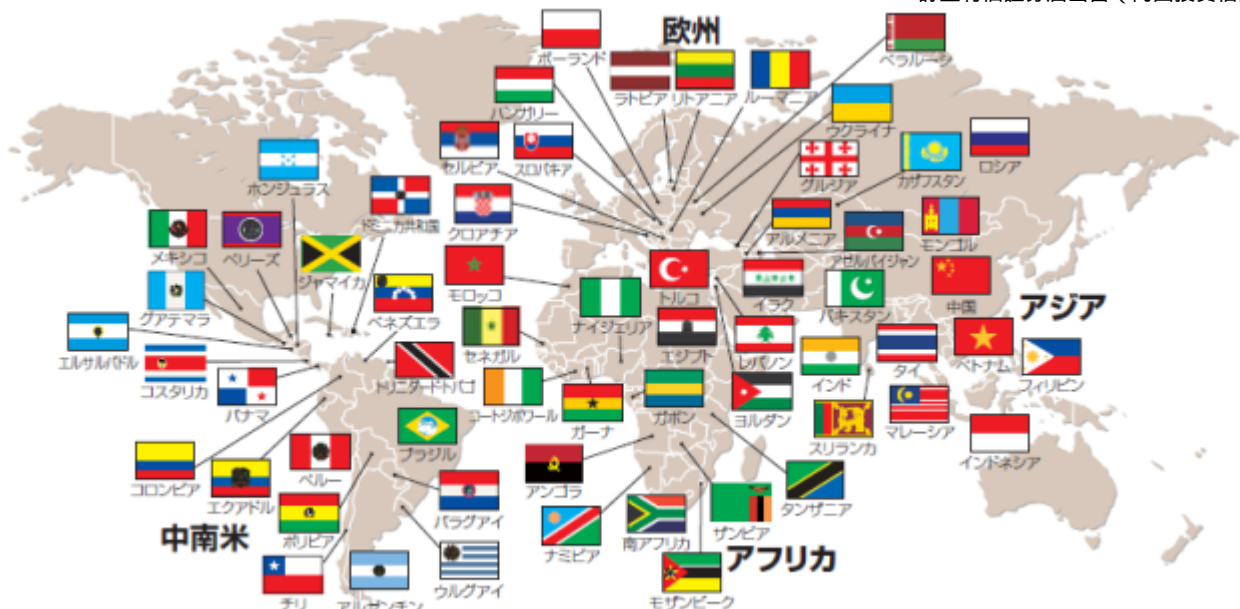 欧州
ポーランド
ベラルーシ
ラトビア
リトアニア
ルーマニア
ハンガリー
ウクライナ
セルビア
スロバキア
グルジア
カザフスタン
ロシア
ホンジュラス
ドミニカ共和国
クロアチア
アルメニア
アゼルバイジャン
モンゴル
メキシコ
ベリーズ
ジャマイカ
モロッコ
トルコ
イラク
パキスタン
中国
アジア
グアテマラ
ベネズエラ
ナイジェリア
エルサルバドル
コスタリカ
パナマ
トリニダードトバゴ
セネガル
エジプト
レバノン
インド
タイ
ベトナム
フィリピン
コートジボワール
ガーナ
ガボン
ヨルダン
スリランカ
マレーシア
インドネシア
コロンビア
エクアドル
ペルー
ブラジル
アンゴラ
タンザニア
中南米
ボリビア
パラグアイ
ナミビア
南アフリカ
ザンビア
アフリカ
チリ
アルゼンチン
ウルグアイ
モザンビーク